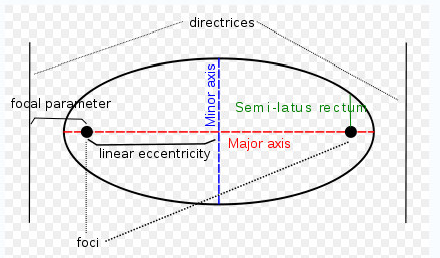 directrices
Minor axis
focal parameter
Semi-latus rectum
Major axis
linear eccentricity
foci